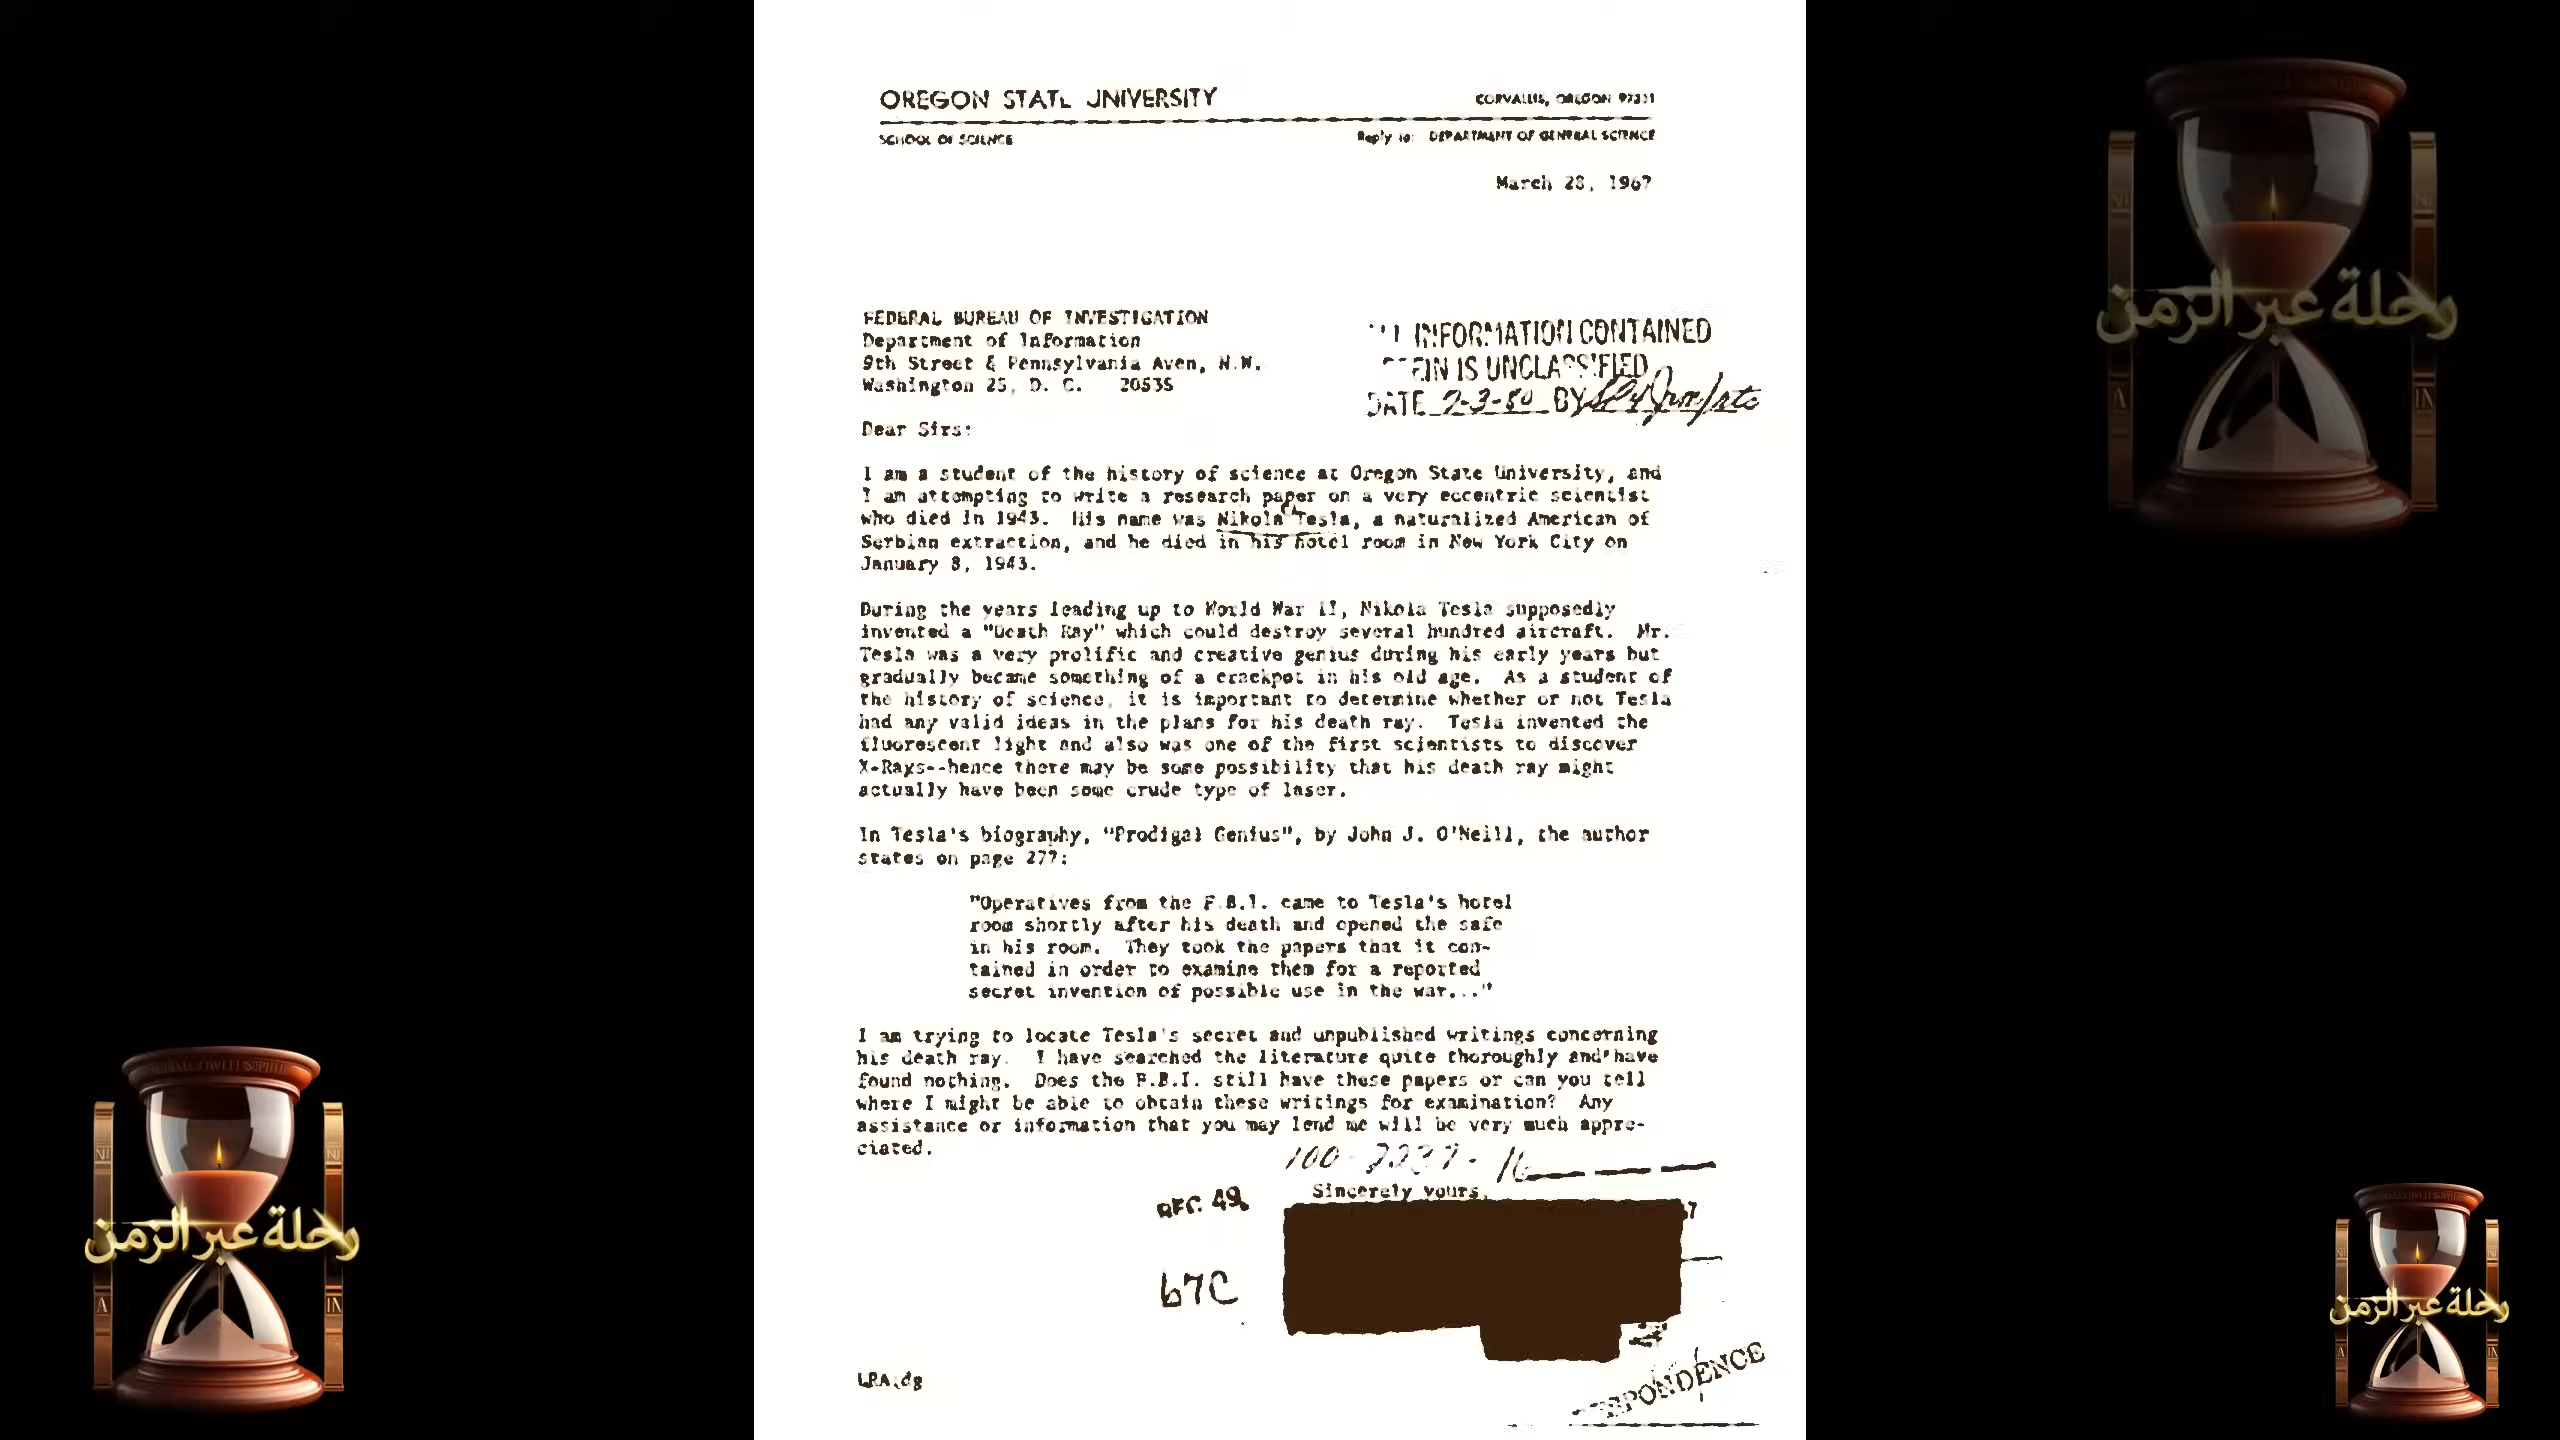 OREGON STATE UNIVERSITY
CORVALLIS, OREGON 97331
SCHOOL OF SCIENCE
Reply to: DEPARTMENT OF GENERAL SCIENCE
March 28, 1967
FEDERAL BUREAU OF INVESTIGATION
Department of Information
9th Street & Pennsylvania Aven, N.W.
Washington 25, D. C. 20535
INFORMATION CONTAINED
IS UNCLASSIFIED
DATE BY
Dear Sirs:
I am a student of the history of science at Oregon State University, and
I am attempting to write a research paper on a very eccentric scientist
who died in 1943. His name was Nikola Tesla, a naturalized American of
Serbian extraction, and he died in his hotel room in New York City on
January 8, 1943.
During the years leading up to World War II, Nikola Tesla supposedly
invented a "Death Ray" which could destroy several hundred aircraft. Mr.
Tesla was a very prolific and creative genius during his early years but
gradually became something of a crackpot in his old age. As a student of
the history of science, it is important to determine whether or not Tesla
had any valid ideas in the plans for his death ray. Tesla invented the
fluorescent light and also was one of the first scientists to discover
X-Rays--hence there may be some possibility that his death ray might
actually have been some crude type of laser.
In Tesla's biography, "Prodigal Genius", by John J. O'Neill, the author
states on page 277:
"Operatives from the F.B.I. came to Tesla's hotel
room shortly after his death and opened the safe
in his room. They took the papers that it con-
tained in order to examine them for a reported
secret invention of possible use in the war..."
I am trying to locate Tesla's secret and unpublished writings concerning
his death ray. I have searched the literature quite thoroughly and have
found nothing. Does the F.B.I. still have these papers or can you tell
where I might be able to obtain these writings for examination? Any
assistance or information that you may lend me will be very much appre-
ciated.
Sincerely yours,
REC. 49
b7C
LRA:dg
رحلة عبر الزمن
رحلة عبر الزمن
رحلة عبر الزمن